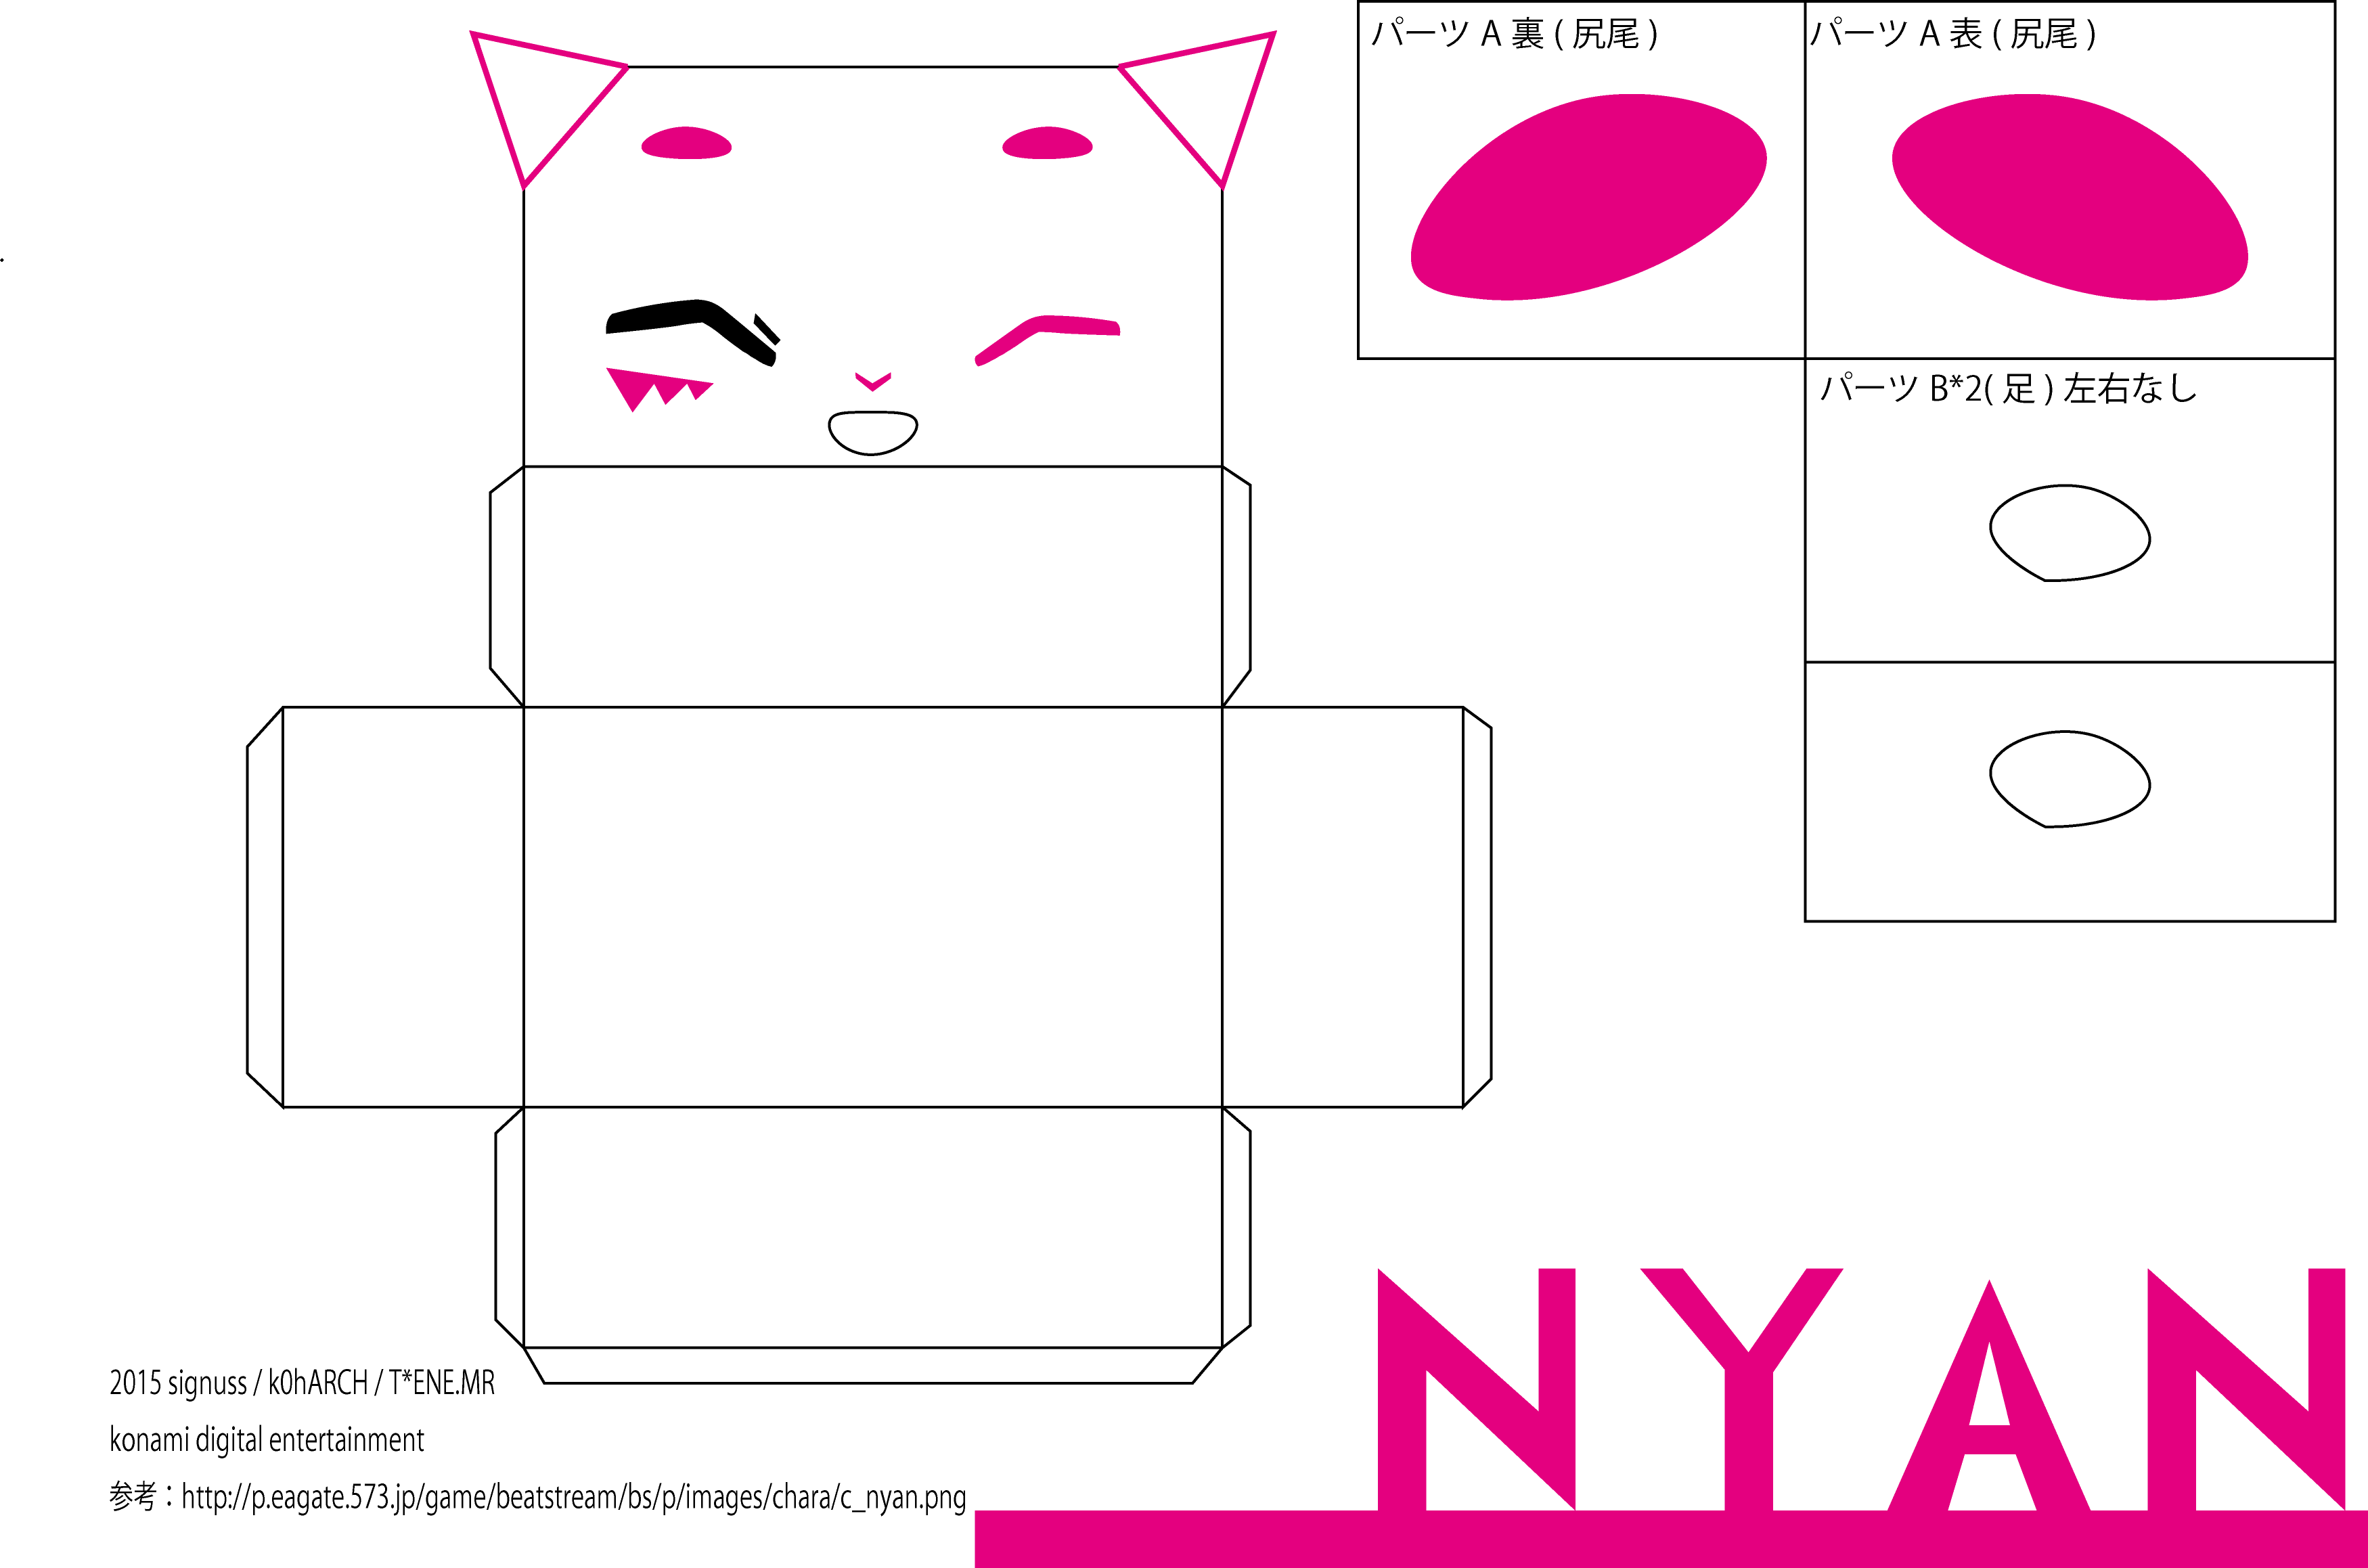 パーツ A 裏 ( 尻尾 )
パーツ A 表 ( 尻尾 )
パーツ B*2( 足 ) 左右なし
NYAN
2015 signuss / k0hARCH / T*ENE.MR
konami digital entertainment
参考：http://p.eagate.573.jp/game/beatstream/bs/p/images/chara/c_nyan.png